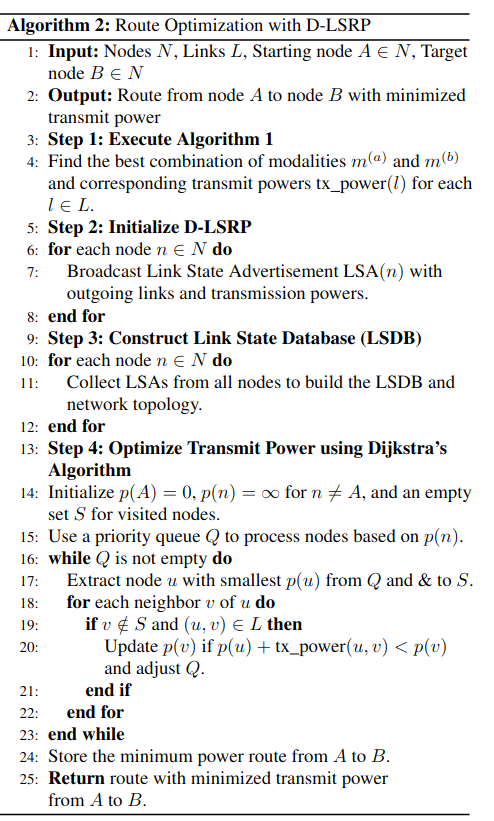 Algorithm 2: Route Optimization with D-LSRP
1: Input: Nodes N, Links L, Starting node A ∈ N, Target
node B ∈ N
2: Output: Route from node A to node B with minimized
transmit power
3: Step 1: Execute Algorithm 1
4: Find the best combination of modalities m^(a) and m^(b)
and corresponding transmit powers tx_power(l) for each
l ∈ L.
5: Step 2: Initialize D-LSRP
6: for each node n ∈ N do
7: Broadcast Link State Advertisement LSA(n) with
outgoing links and transmission powers.
8: end for
9: Step 3: Construct Link State Database (LSDB)
10: for each node n ∈ N do
11: Collect LSAs from all nodes to build the LSDB and
network topology.
12: end for
13: Step 4: Optimize Transmit Power using Dijkstra's
Algorithm
14: Initialize p(A) = 0, p(n) = ∞ for n ≠ A, and an empty
set S for visited nodes.
15: Use a priority queue Q to process nodes based on p(n).
16: while Q is not empty do
17: Extract node u with smallest p(u) from Q and & to S.
18: for each neighbor v of u do
19: if v ∉ S and (u, v) ∈ L then
20: Update p(v) if p(u) + tx_power(u, v) < p(v)
and adjust Q.
21: end if
22: end for
23: end while
24: Store the minimum power route from A to B.
25: Return route with minimized transmit power
from A to B.